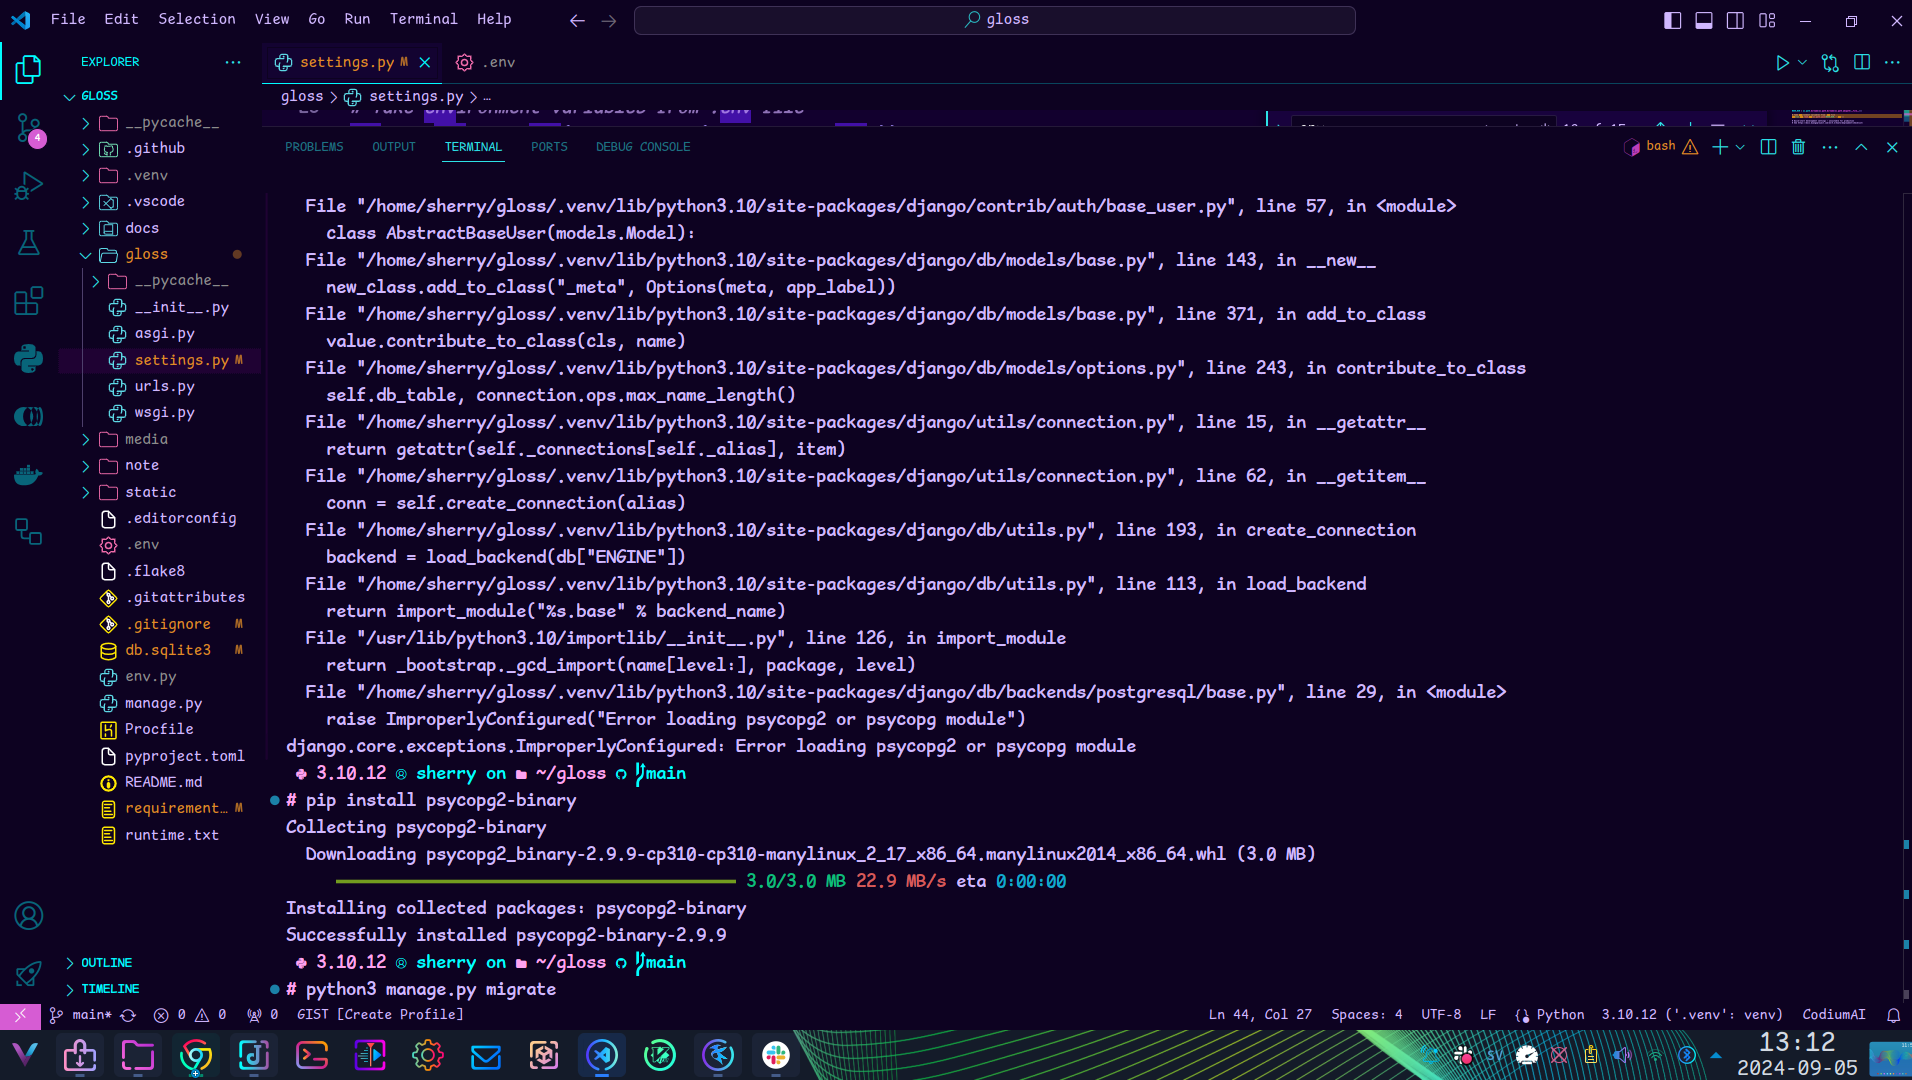 File Edit Selection View Go Run Terminal Help
gloss
EXPLORER
settings.py M
.env
GLOSS
gloss > settings.py > …
__pycache__
.github
.venv
.vscode
docs
gloss
__pycache__
__init__.py
asgi.py
settings.py M
urls.py
wsgi.py
media
note
static
.editorconfig
.env
.flake8
.gitattributes
.gitignore M
db.sqlite3 M
env.py
manage.py
Procfile
pyproject.toml
README.md
requirement… M
runtime.txt
OUTLINE
TIMELINE
4
PROBLEMS OUTPUT TERMINAL PORTS DEBUG CONSOLE
bash
File "/home/sherry/gloss/.venv/lib/python3.10/site-packages/django/contrib/auth/base_user.py", line 57, in <module>
class AbstractBaseUser(models.Model):
File "/home/sherry/gloss/.venv/lib/python3.10/site-packages/django/db/models/base.py", line 143, in __new__
new_class.add_to_class("_meta", Options(meta, app_label))
File "/home/sherry/gloss/.venv/lib/python3.10/site-packages/django/db/models/base.py", line 371, in add_to_class
value.contribute_to_class(cls, name)
File "/home/sherry/gloss/.venv/lib/python3.10/site-packages/django/db/models/options.py", line 243, in contribute_to_class
self.db_table, connection.ops.max_name_length()
File "/home/sherry/gloss/.venv/lib/python3.10/site-packages/django/utils/connection.py", line 15, in __getattr__
return getattr(self._connections[self._alias], item)
File "/home/sherry/gloss/.venv/lib/python3.10/site-packages/django/utils/connection.py", line 62, in __getitem__
conn = self.create_connection(alias)
File "/home/sherry/gloss/.venv/lib/python3.10/site-packages/django/db/utils.py", line 193, in create_connection
backend = load_backend(db["ENGINE"])
File "/home/sherry/gloss/.venv/lib/python3.10/site-packages/django/db/utils.py", line 113, in load_backend
return import_module("%s.base" % backend_name)
File "/usr/lib/python3.10/importlib/__init__.py", line 126, in import_module
return _bootstrap._gcd_import(name[level:], package, level)
File "/home/sherry/gloss/.venv/lib/python3.10/site-packages/django/db/backends/postgresql/base.py", line 29, in <module>
raise ImproperlyConfigured("Error loading psycopg2 or psycopg module")
django.core.exceptions.ImproperlyConfigured: Error loading psycopg2 or psycopg module
3.10.12 sherry on ~/gloss main
# pip install psycopg2-binary
Collecting psycopg2-binary
Downloading psycopg2_binary-2.9.9-cp310-cp310-manylinux_2_17_x86_64.manylinux2014_x86_64.whl (3.0 MB)
3.0/3.0 MB 22.9 MB/s eta 0:00:00
Installing collected packages: psycopg2-binary
Successfully installed psycopg2-binary-2.9.9
3.10.12 sherry on ~/gloss main
# python3 manage.py migrate
main* 0 0 0 GIST [Create Profile]
Ln 44, Col 27 Spaces: 4 UTF-8 LF Python 3.10.12 ('.venv': venv) CodiumAI
13:12
2024-09-05